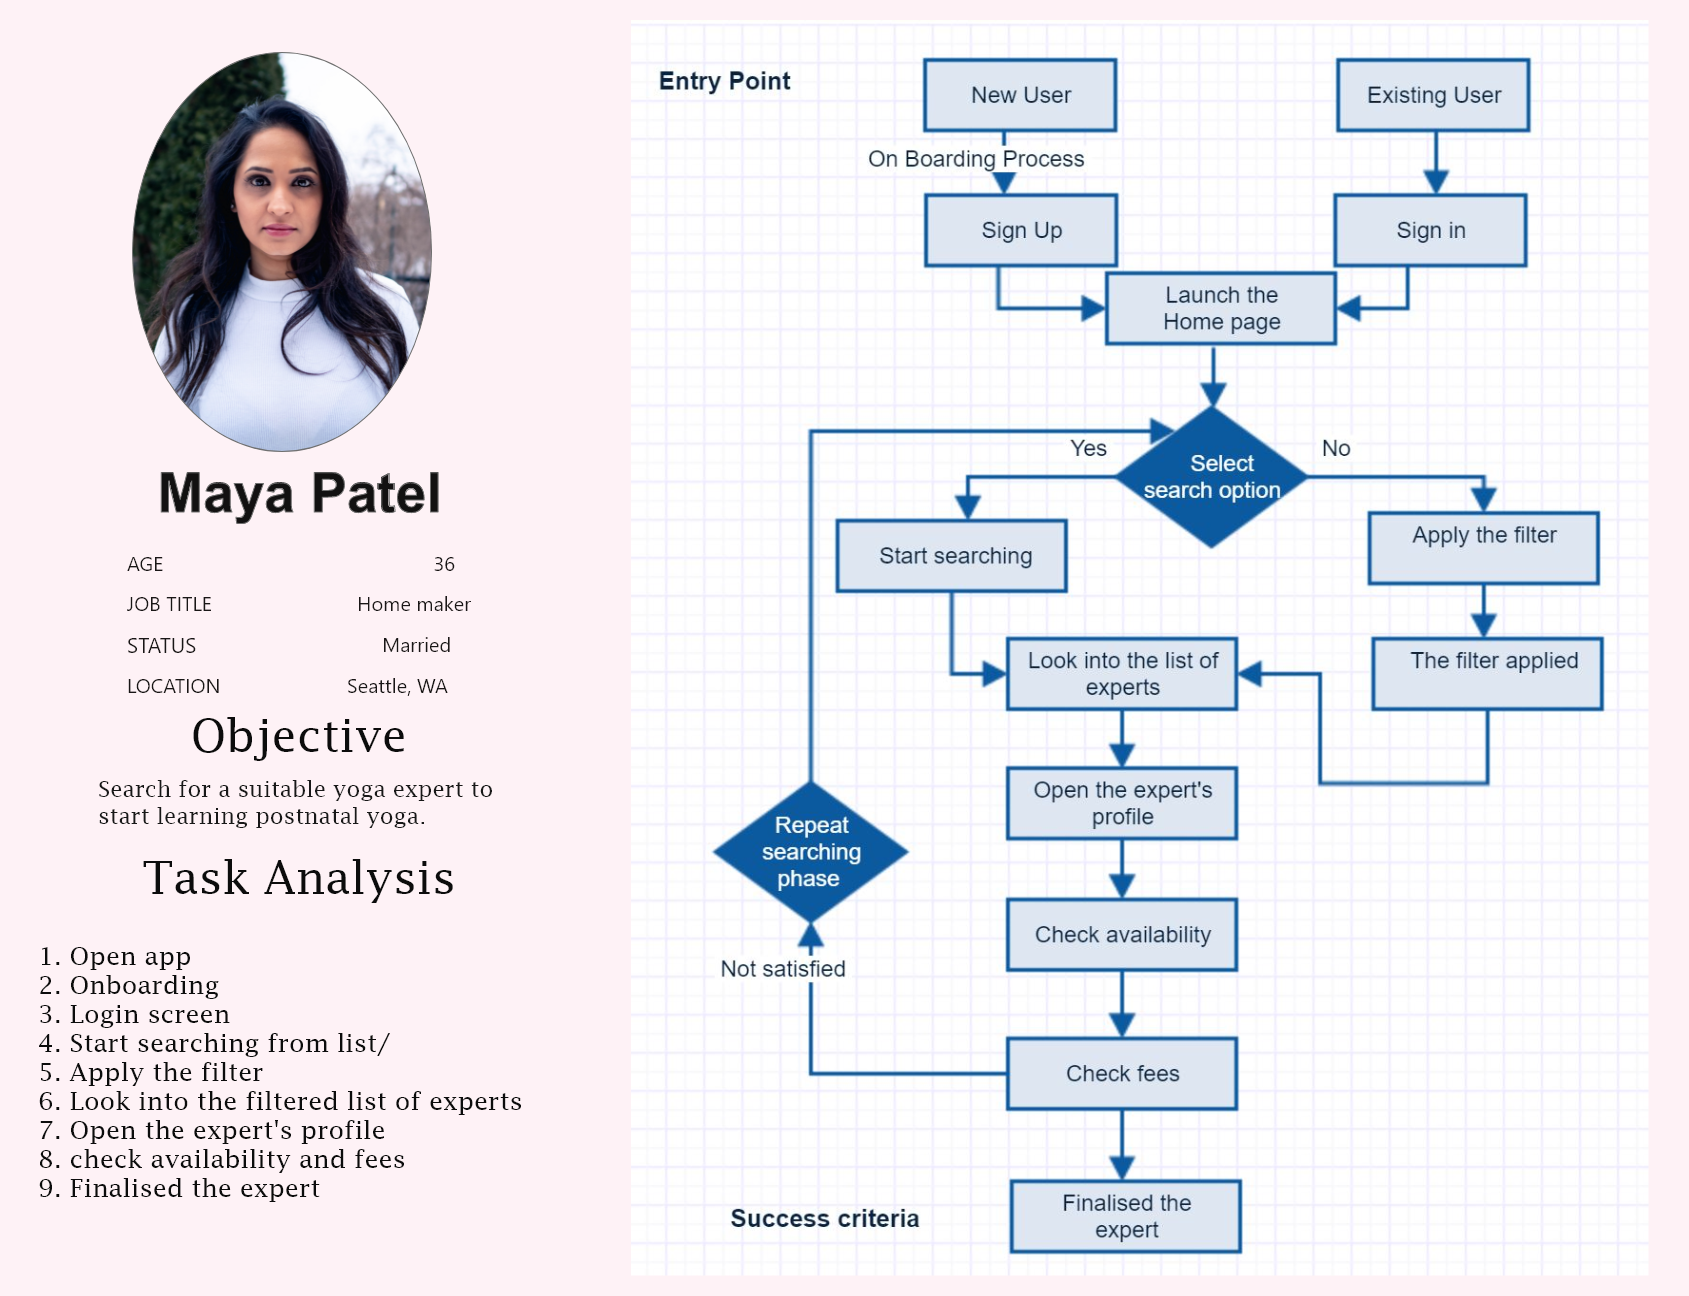 Maya Patel
AGE 36
JOB TITLE Home maker
STATUS Married
LOCATION Seattle, WA
Objective
Search for a suitable yoga expert to
start learning postnatal yoga.
Task Analysis
1. Open app
2. Onboarding
3. Login screen
4. Start searching from list/
5. Apply the filter
6. Look into the filtered list of experts
7. Open the expert's profile
8. check availability and fees
9. Finalised the expert
Entry Point
New User
Existing User
On Boarding Process
Sign Up
Sign in
Launch the
Home page
Yes
No
Select
search option
Start searching
Apply the filter
Look into the list of
experts
The filter applied
Open the expert's
profile
Repeat
searching
phase
Check availability
Not satisfied
Check fees
Finalised the
expert
Success criteria